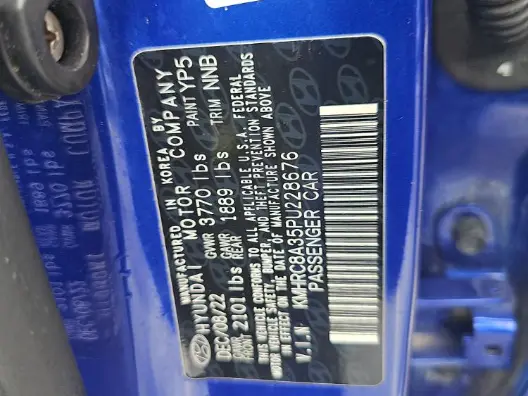 MANUFACTURED IN KOREA BY
HYUNDAI MOTOR COMPANY
DEC/08/22 GVWR 3770 lbs PAINT YP5
GAWR FRONT 2101 lbs GAWR REAR 1889 lbs TRIM NNB
THIS VEHICLE CONFORMS TO ALL APPLICABLE U.S.A. FEDERAL
MOTOR VEHICLE SAFETY, BUMPER, AND THEFT PREVENTION STANDARDS
IN EFFECT ON THE DATE OF MANUFACTURE SHOWN ABOVE
V.I.N: KMHRC8A35PU228676
PASSENGER CAR